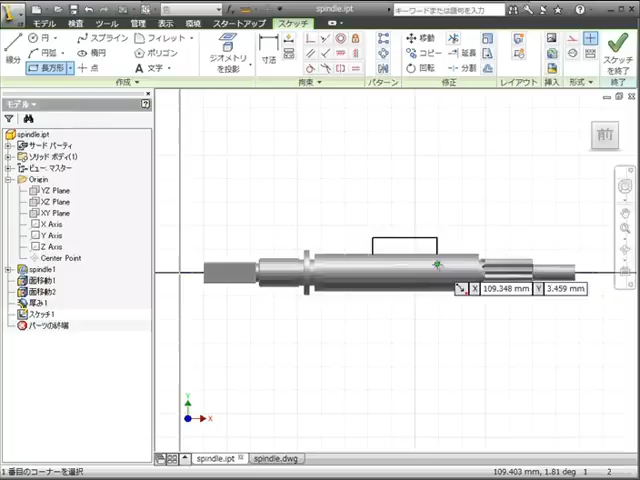 spindle.ipt
キーワードまたは語句を入力
モデル 検査 ツール 管理 表示 環境 スタートアップ スケッチ
線分
円 スプライン フィレット
円弧 楕円 ポリゴン
長方形 点 文字
ジオメトリを投影
寸法
移動 トリム
コピー 延長
回転 分割
スケッチを終了
作成 拘束 パターン 修正 レイアウト 挿入 形式 終了
モデル
spindle.ipt
サード パーティ
ソリッド ボディ(1)
ビュー: マスター
Origin
YZ Plane
XZ Plane
XY Plane
X Axis
Y Axis
Z Axis
Center Point
spindle1
面移動1
面移動2
厚み1
スケッチ1
パーツの終端
前
X 109.348 mm Y 3.459 mm
Y
X
spindle.ipt spindle.dwg
1 番目のコーナーを選択
109.403 mm, 1.81 deg 1 2